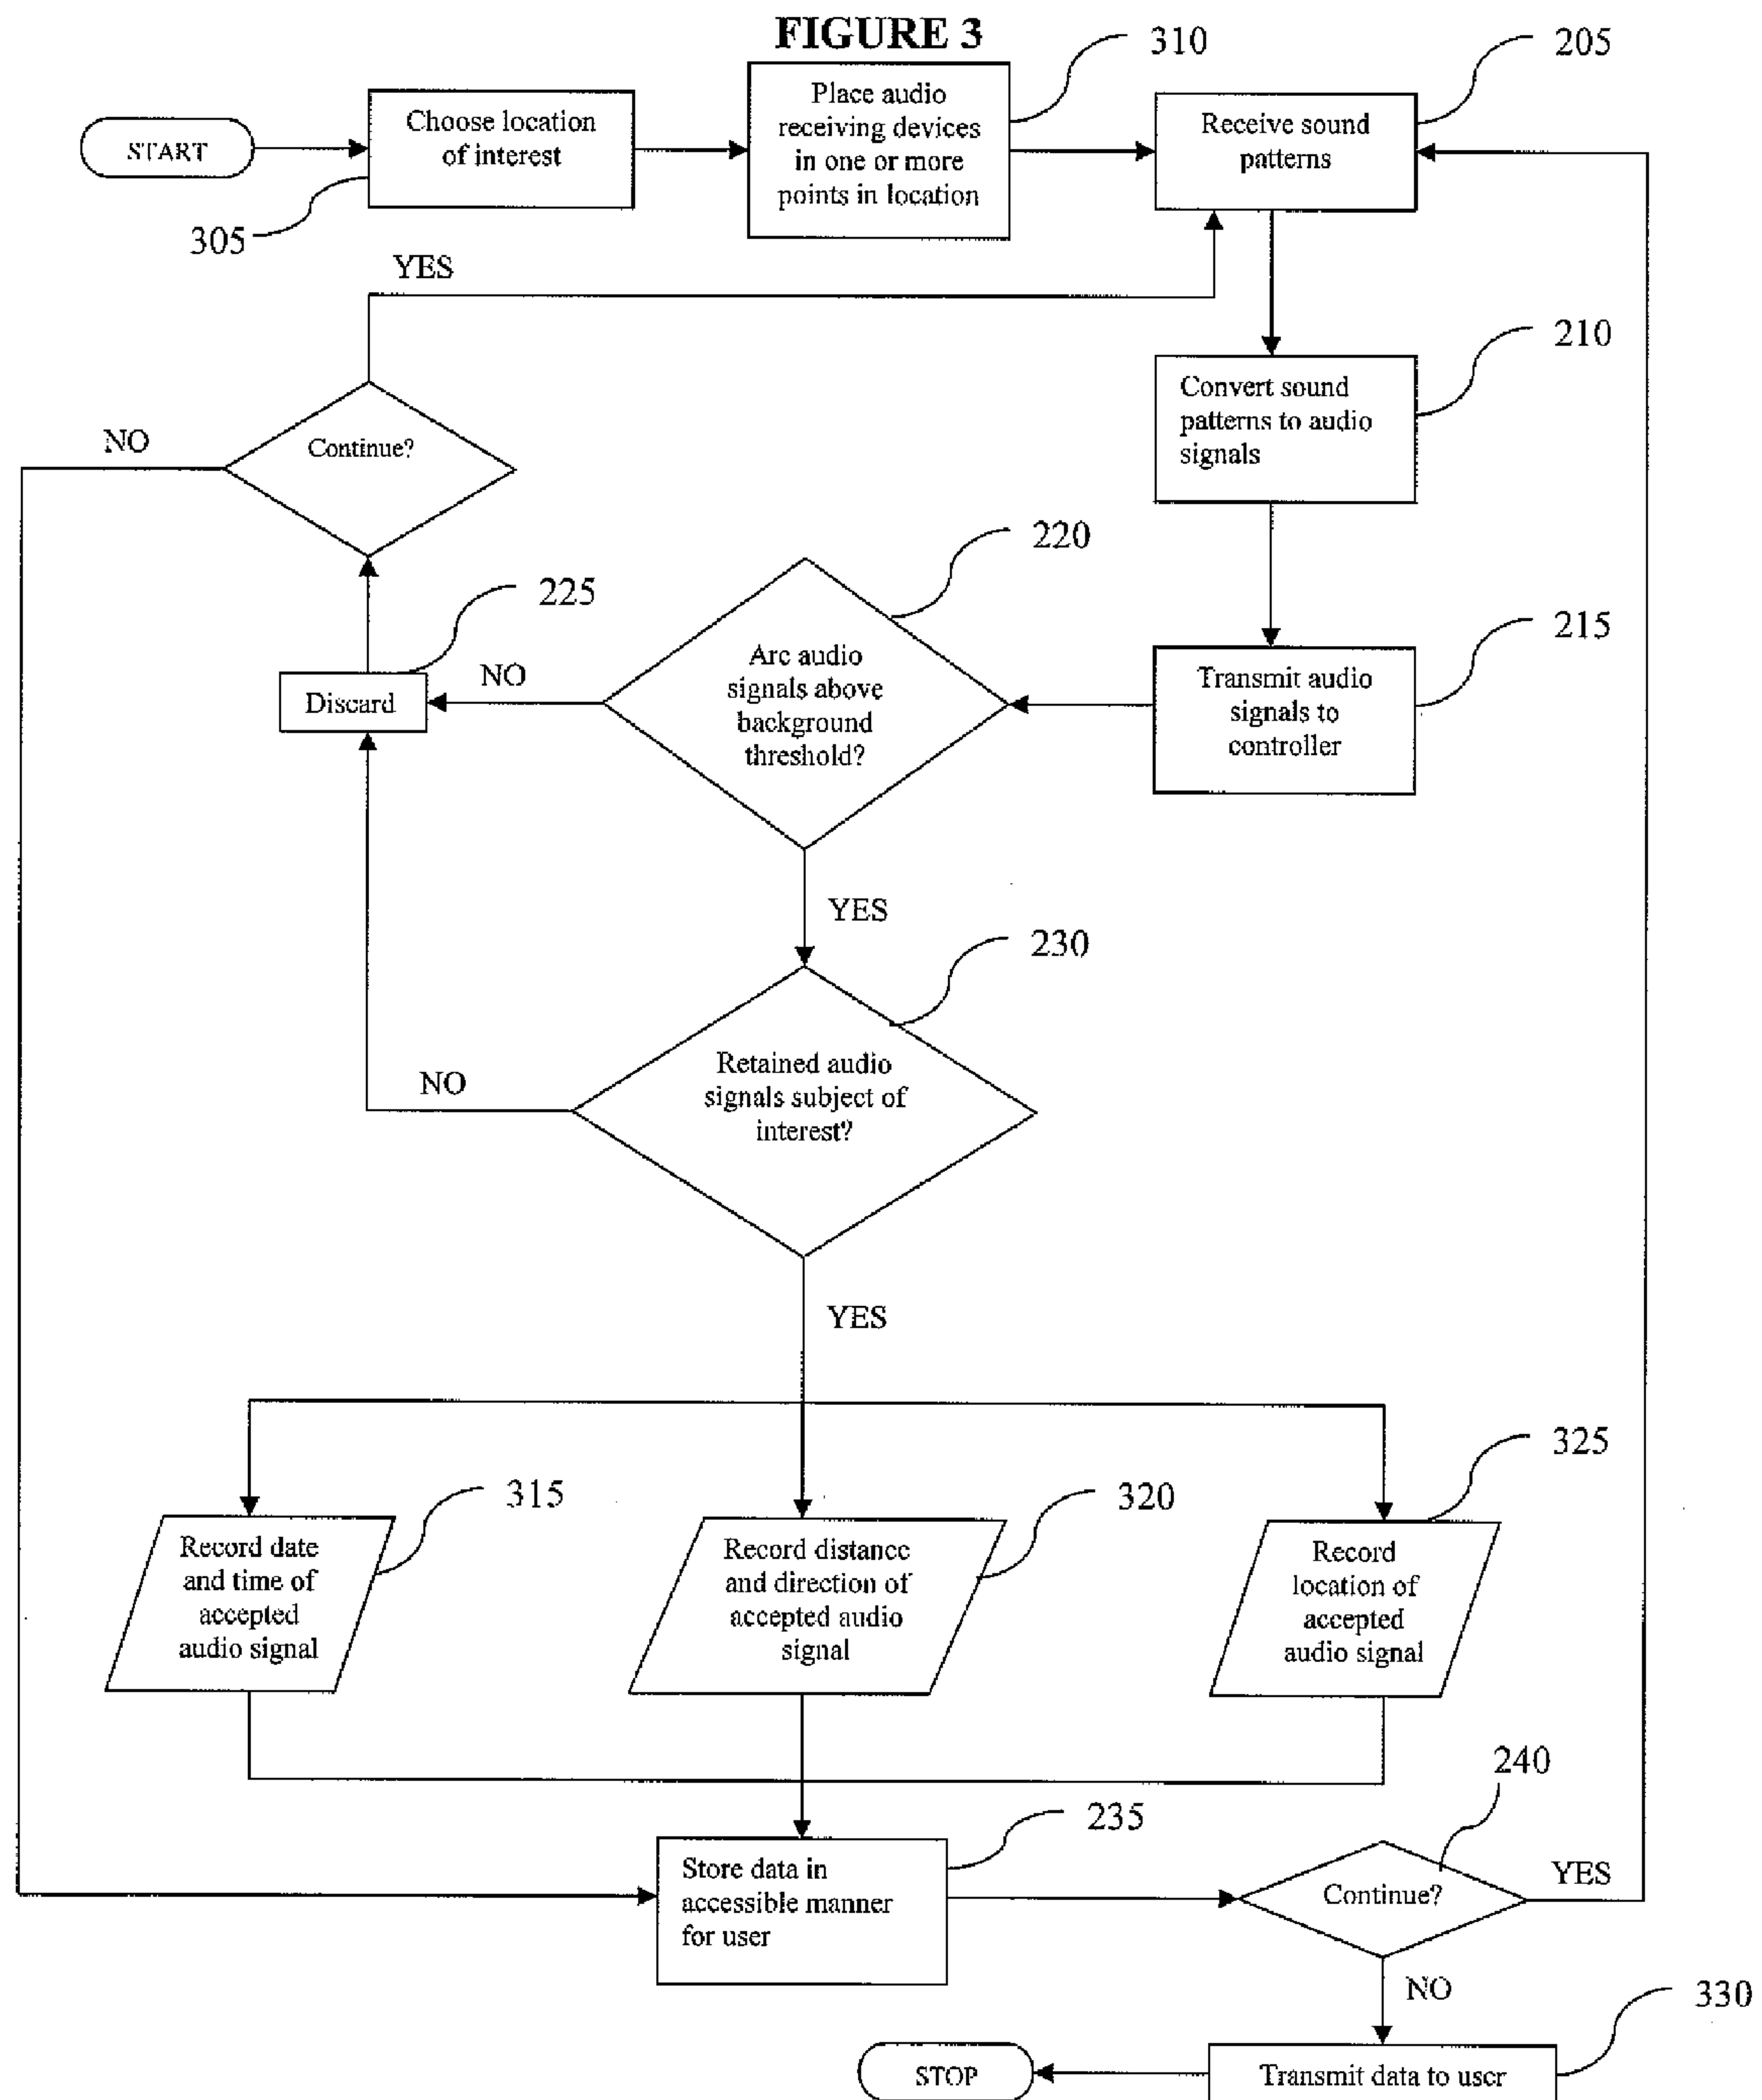 FIGURE 3
310
205
START
Choose location
of interest
Place audio
receiving devices
in one or more
points in location
Receive sound
patterns
305
YES
210
Convert sound
patterns to audio
signals
NO
Continue?
220
225
215
Are audio
signals above
background
threshold?
NO
Discard
Transmit audio
signals to
controller
YES
230
Retained audio
signals subject of
interest?
NO
YES
325
315
320
Record date
and time of
accepted
audio signal
Record distance
and direction of
accepted audio
signal
Record
location of
accepted
audio signal
240
235
Store data in
accessible manner
for user
Continue?
YES
NO
330
STOP
Transmit data to user